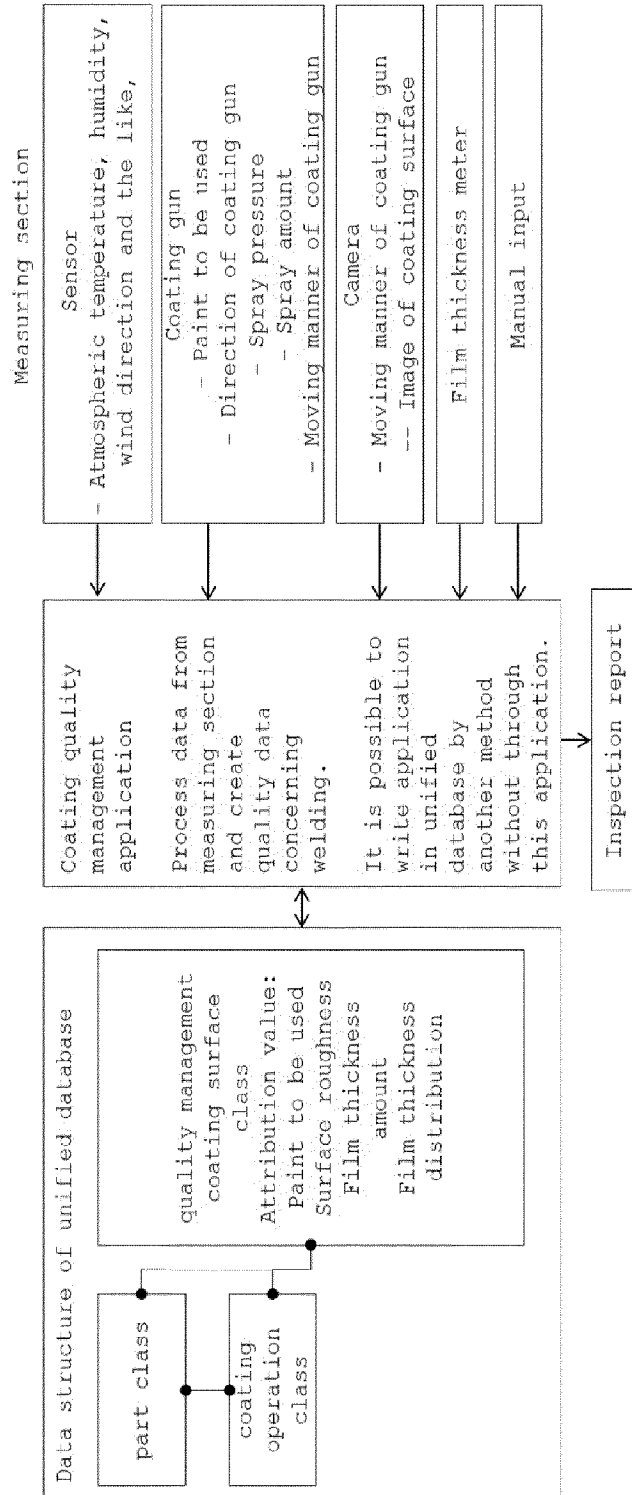 Data structure of unified database
part class
coating
operation
class
quality management
coating surface
class
Attribution value:
Paint to be used
Surface roughness
Film thickness
amount
Film thickness
distribution
Coating quality
management
application
Process data from
measuring section
and create
quality data
concerning
welding.
It is possible to
write application
in unified
database by
another method
without through
this application.
Inspection report
Measuring section
Sensor
- Atmospheric temperature, humidity,
wind direction and the like,
Coating gun
- Paint to be used
- Direction of coating gun
- Spray pressure
- Spray amount
- Moving manner of coating gun
Camera
- Moving manner of coating gun
-- Image of coating surface
Film thickness meter
Manual input